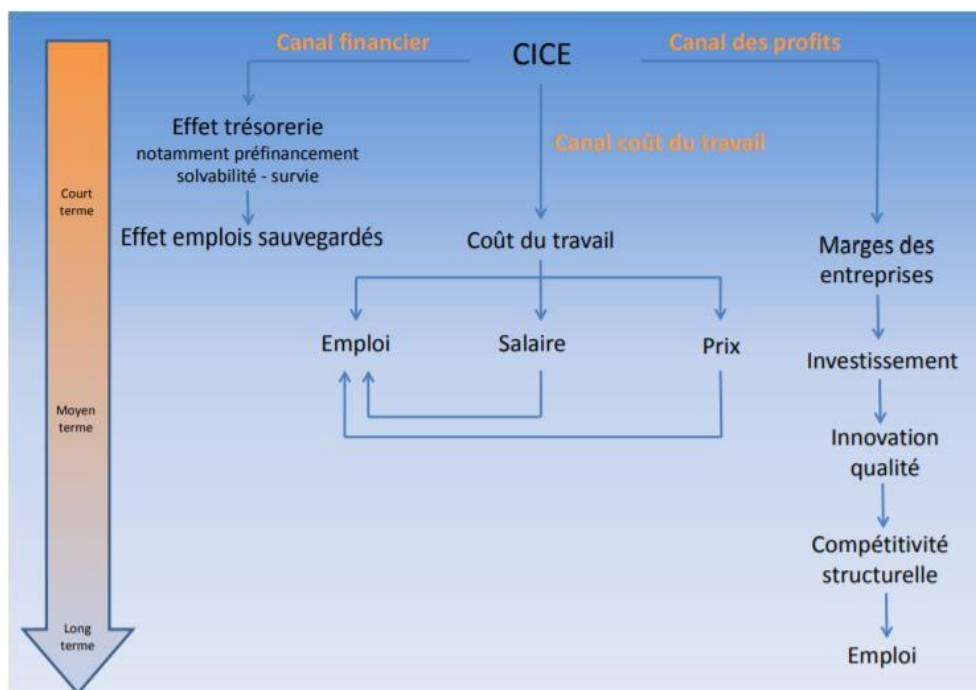 Canal financier
CICE
Canal des profits
Effet trésorerie
notamment préfinancement
solvabilité - survie
Canal coût du travail
Court
terme
Effet emplois sauvegardés
Coût du travail
Marges des
entreprises
Emploi
Salaire
Prix
Investissement
Moyen
terme
Innovation
qualité
Compétitivité
structurelle
Long
terme
Emploi